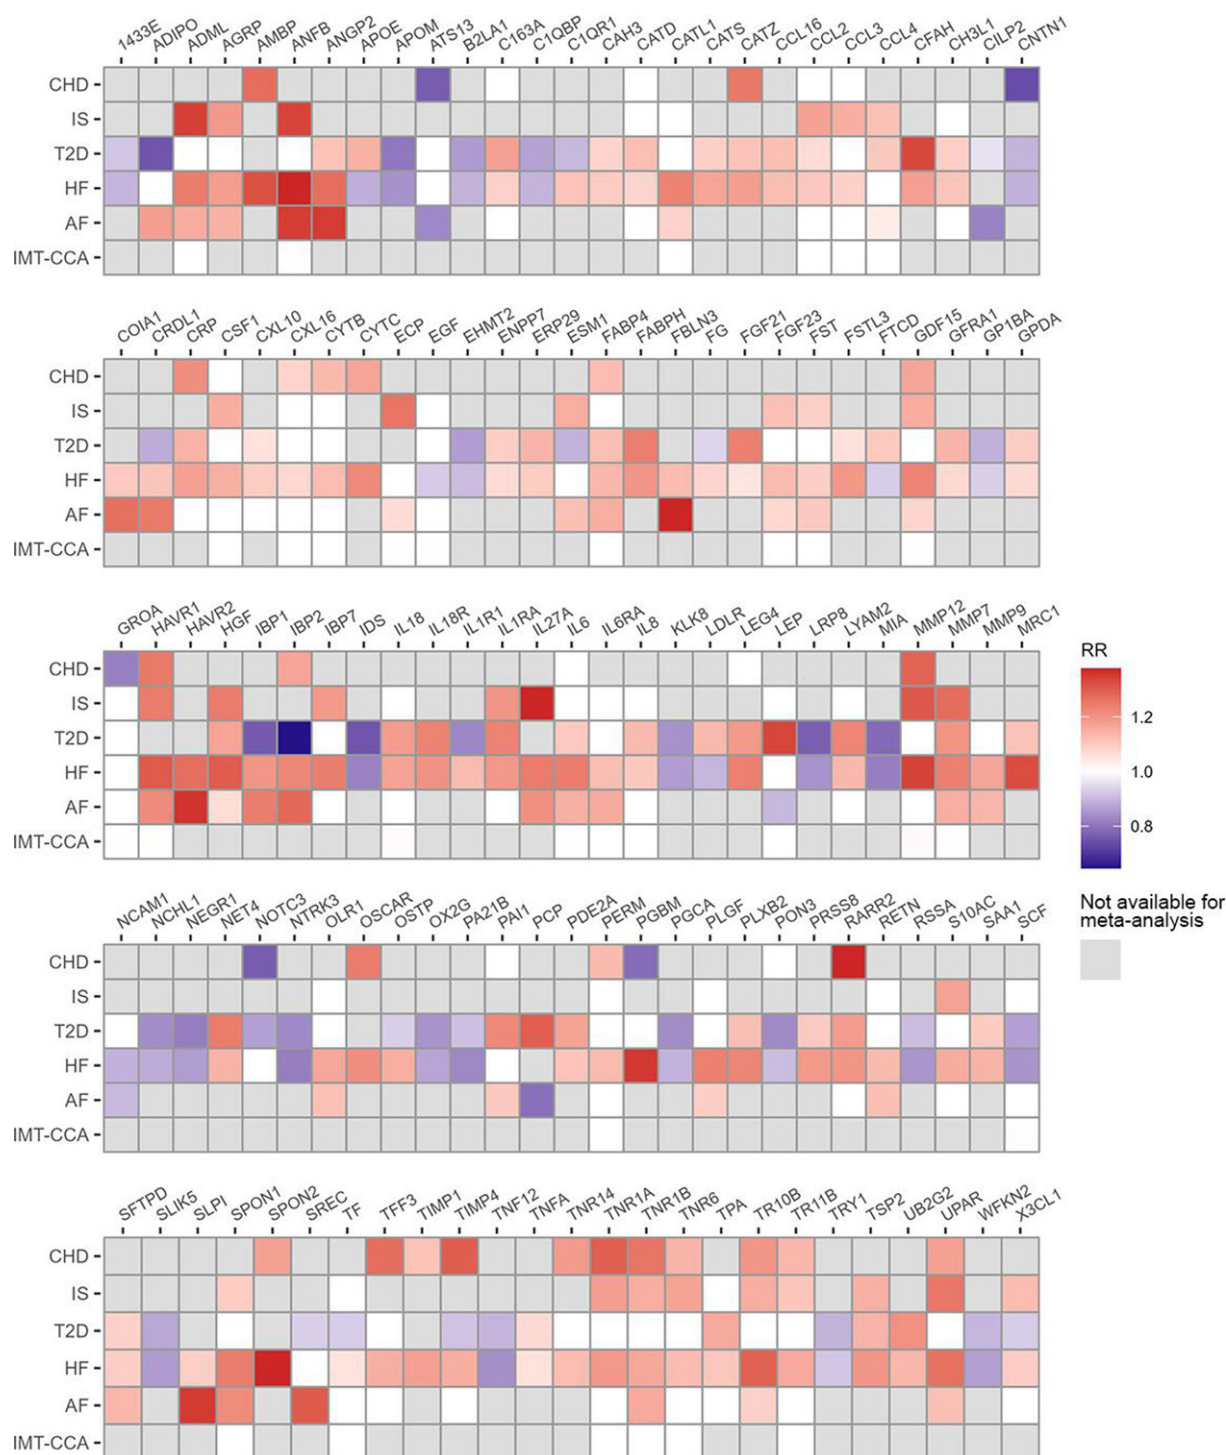 1433E ADIPO ADML AGRP AMBP ANFB ANGP2 APOE APOM ATS13 B2LA1 C163A C1QBP C1QR1 CAH3 CATD CATL1 CATS CATZ CCL16 CCL2 CCL3 CCL4 CFAH CH3L1 CILP2 CNTN1
CHD
IS
T2D
HF
AF
IMT-CCA
COIA1 CRDL1 CRP CSF1 CXL10 CXL16 CYTB CYTC ECP EGF EHMT2 ENPP7 ERP29 ESM1 FABP4 FABPH FBLN3 FG FGF21 FGF23 FST FSTL3 FTCD GDF15 GFRA1 GP1BA GPDA
CHD
IS
T2D
HF
AF
IMT-CCA
GROA HAVR1 HAVR2 HGF IBP1 IBP2 IBP7 IDS IL18 IL18R IL1R1 IL1RA IL27A IL6 IL6RA IL8 KLK8 LDLR LEG4 LEP LRP8 LYAM2 MIA MMP12 MMP7 MMP9 MRC1
CHD
IS
T2D
HF
AF
IMT-CCA
RR
1.2
1.0
0.8
Not available for
meta-analysis
NCAM1 NCHL1 NEGR1 NET4 NOTC3 NTRK3 OLR1 OSCAR OSTP OX2G PA21B PAI1 PCP PDE2A PERM PGBM PGCA PLGF PLXB2 PON3 PRSS8 RARR2 RETN RSSA S10AC SAA1 SCF
CHD
IS
T2D
HF
AF
IMT-CCA
SFTPD SLIK5 SLPI SPON1 SPON2 SREC TF TFF3 TIMP1 TIMP4 TNF12 TNFA TNR14 TNR1A TNR1B TNR6 TPA TR10B TR11B TRY1 TSP2 UB2G2 UPAR WFKN2 X3CL1
CHD
IS
T2D
HF
AF
IMT-CCA